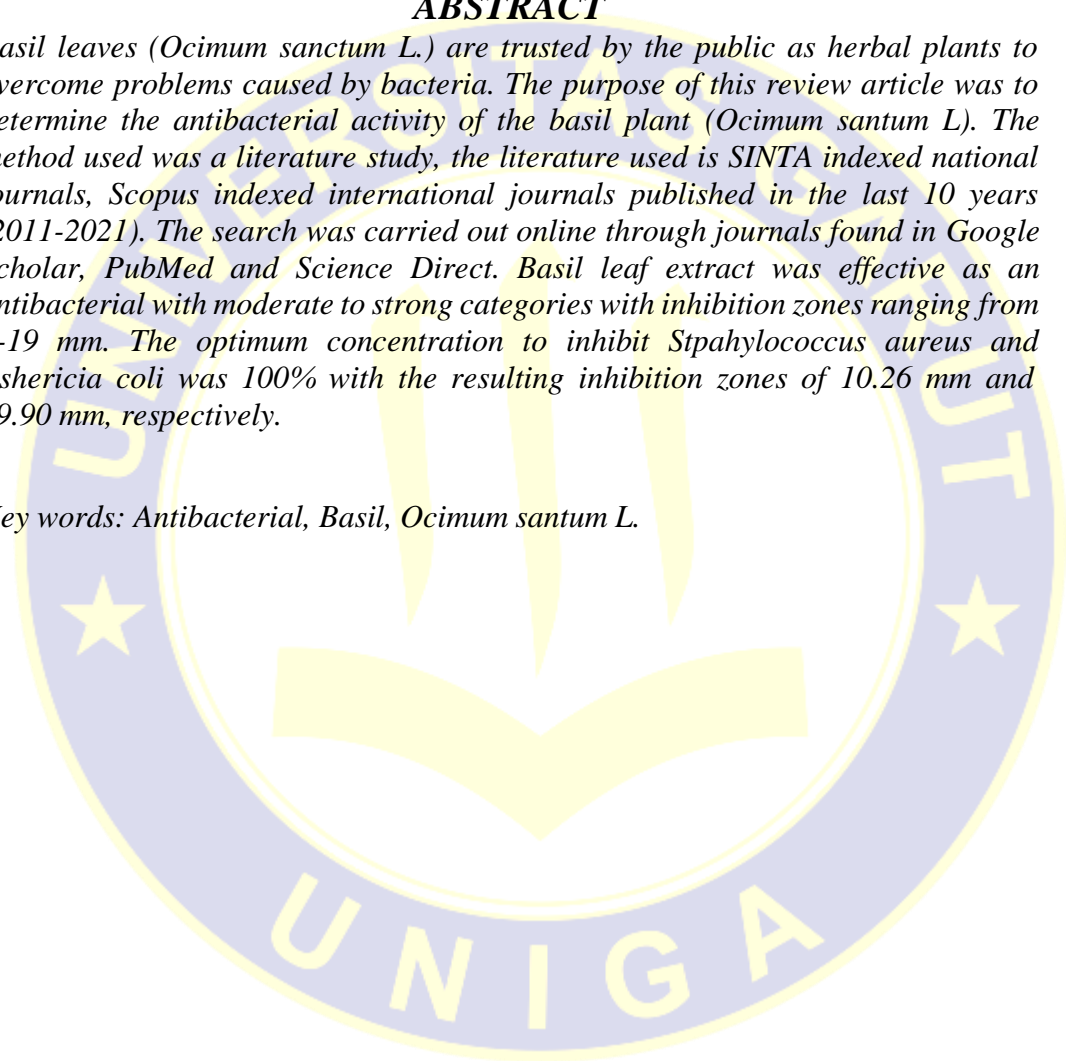 ABSTRACT
asil leaves (Ocimum sanctum L.) are trusted by the public as herbal plants to
vercome problems caused by bacteria. The purpose of this review article was to
etermine the antibacterial activity of the basil plant (Ocimum santum L). The
ethod used was a literature study, the literature used is SINTA indexed national
ournals, Scopus indexed international journals published in the last 10 years
2011-2021). The search was carried out online through journals found in Google
cholar, PubMed and Science Direct. Basil leaf extract was effective as an
ntibacterial with moderate to strong categories with inhibition zones ranging from
-19 mm. The optimum concentration to inhibit Stpahylococcus aureus and
shericia coli was 100% with the resulting inhibition zones of 10.26 mm and
9.90 mm, respectively.
ey words: Antibacterial, Basil, Ocimum santum L.
UNIVERSITAS GARUT
UNIGA